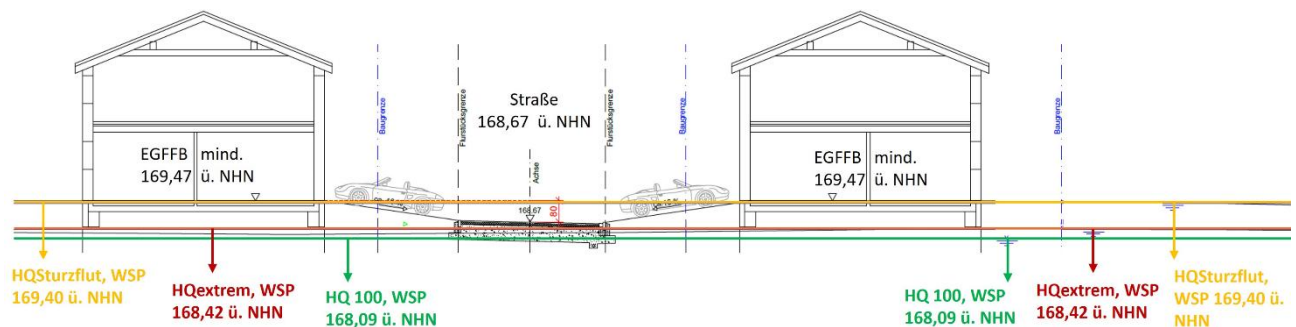 Straße
168,67 ü. NHN
Baugrenze
Flurstücksgrenze
Achse
Flurstücksgrenze
Baugrenze
Baugrenze
EGFFB mind.
169,47 ü. NHN
EGFFB mind.
169,47 ü. NHN
168,67
80
HQSturzflut, WSP
169,40 ü. NHN
HQextrem, WSP
168,42 ü. NHN
HQ 100, WSP
168,09 ü. NHN
HQ 100, WSP
168,09 ü. NHN
HQextrem, WSP
168,42 ü. NHN
HQSturzflut,
WSP 169,40 ü.
NHN